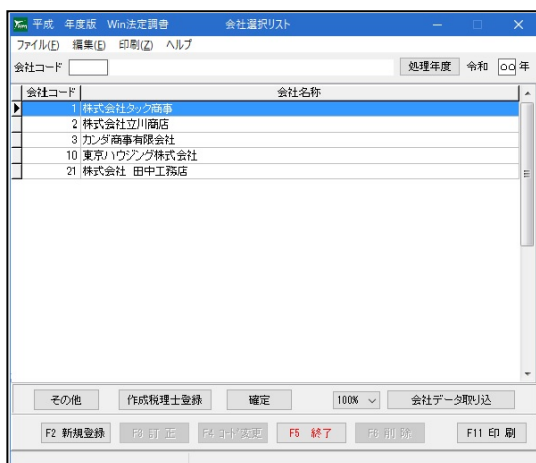 平成 年度版 Win法定調書 会社選択リスト
ファイル(F) 編集(E) 印刷(Z) ヘルプ
会社コード 処理年度 令和 ○○ 年
会社コード 会社名称
1 株式会社タック商事
2 株式会社立川商店
3 カンダ商事有限会社
10 東京ハウジング株式会社
21 株式会社 田中工務店
その他 作成税理士登録 確定 100% 会社データ取り込
F2 新規登録 F3 訂 正 F4 コード変更 F5 終了 F6 削 除 F11 印 刷